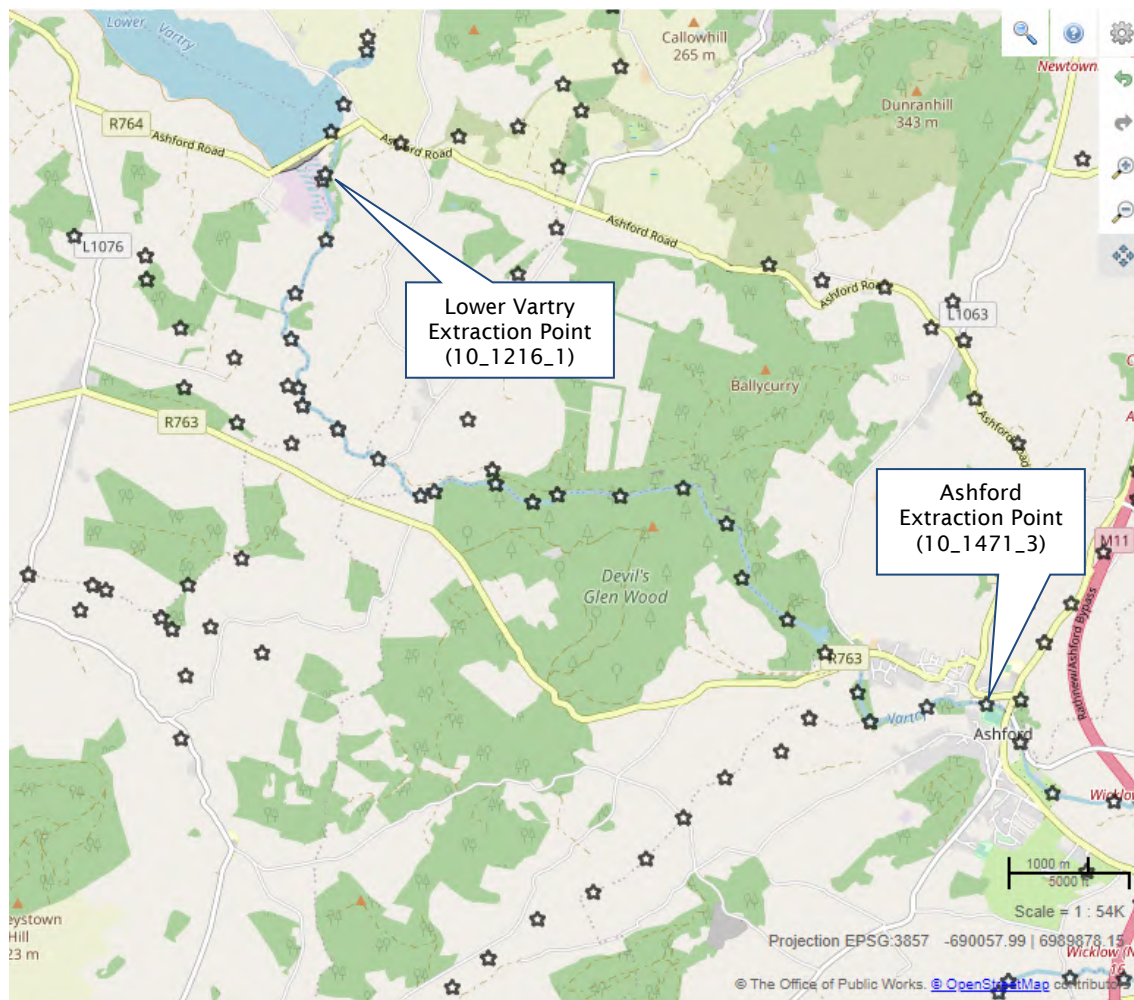 Lower Vartry
Callowhill
265 m
Newtown
Dunranhill
343 m
R764
Ashford Road
Ashford Road
Ashford Road
L1076
Lower Vartry
Extraction Point
(10_1216_1)
Ashford Road
L1063
Ballycurry
Ashford Road
R763
Ashford
Extraction Point
(10_1471_3)
M11
Devil's
Glen Wood
Rathnew/Ashford Bypass
R763
Vartry
Ashford
Wicklow
1000 m
5000 ft
Scale = 1 : 54K
eystown
Hill
23 m
Projection EPSG:3857 -690057.99 | 6989878.15
Wicklow (N
16
© The Office of Public Works. © OpenStreetMap contributors